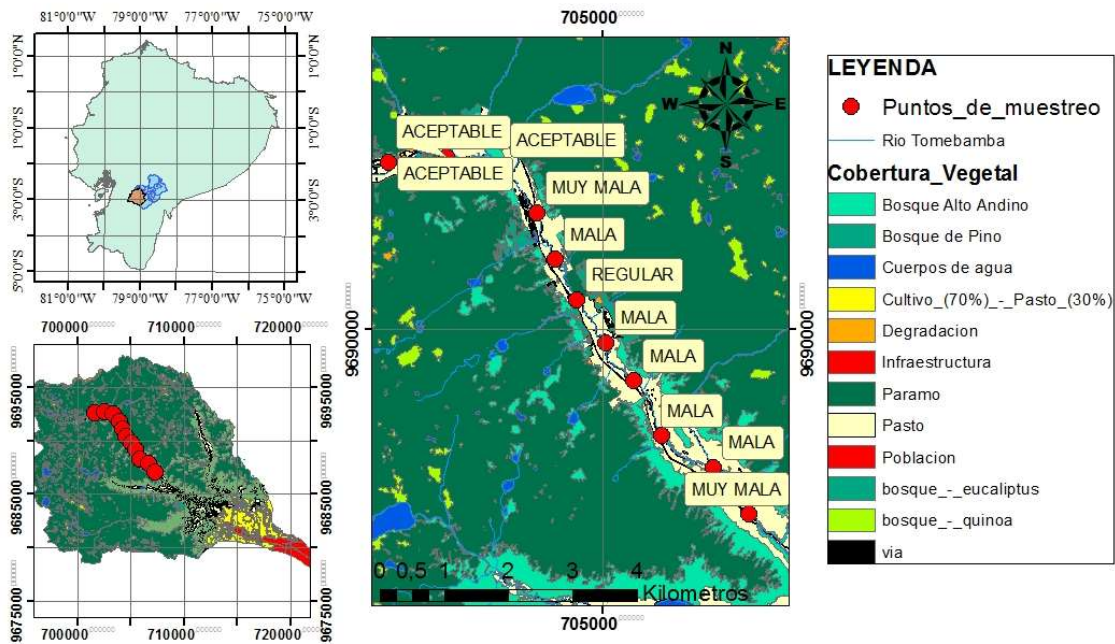 81°0'0"W 79°0'0"W 77°0'0"W 75°0'0"W
1°0'0"N
1°0'0"S
3°0'0"S
5°0'0"S
1°0'0"N
1°0'0"S
3°0'0"S
5°0'0"S
81°0'0"W 79°0'0"W 77°0'0"W 75°0'0"W
700000 710000 720000
9695000
9685000
9675000
9695000
9685000
9675000
700000 710000 720000
705000
9690000
9690000
N
W E
S
ACEPTABLE
ACEPTABLE
ACEPTABLE
MUY MALA
MALA
REGULAR
MALA
MALA
MALA
MALA
MUY MALA
0 0,5 1 2 3 4
Kilometros
705000
LEYENDA
Puntos_de_muestreo
Rio Tomebamba
Cobertura_Vegetal
Bosque Alto Andino
Bosque de Pino
Cuerpos de agua
Cultivo_(70%)_-_Pasto_(30%)
Degradacion
Infraestructura
Paramo
Pasto
Poblacion
bosque_-_eucaliptus
bosque_-_quinoa
via